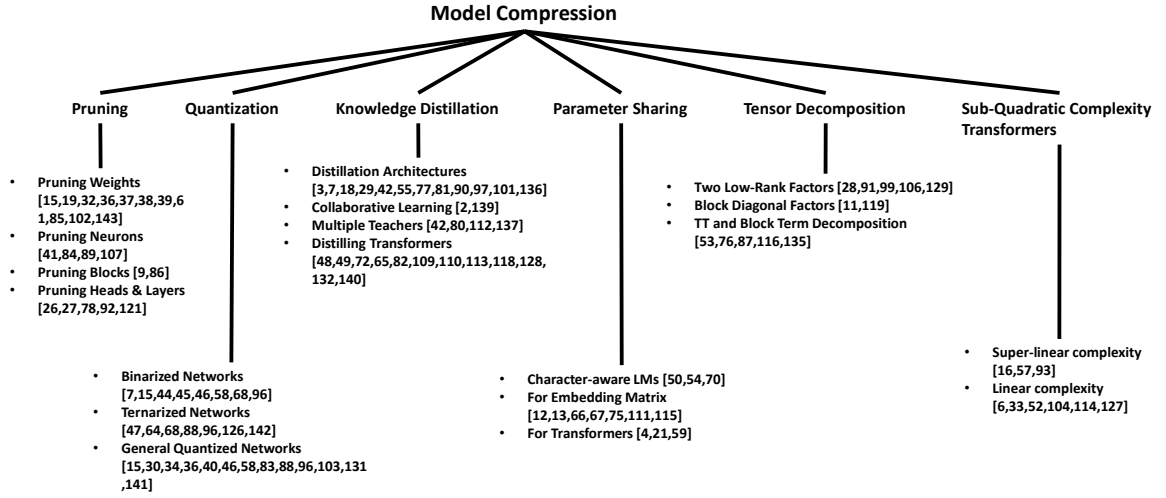 Model Compression
Pruning
Quantization
Knowledge Distillation
Parameter Sharing
Tensor Decomposition
Sub-Quadratic Complexity
Transformers
• Pruning Weights
[15,19,32,36,37,38,39,6
1,85,102,143]
• Pruning Neurons
[41,84,89,107]
• Pruning Blocks [9,86]
• Pruning Heads & Layers
[26,27,78,92,121]
• Binarized Networks
[7,15,44,45,46,58,68,96]
• Ternarized Networks
[47,64,68,88,96,126,142]
• General Quantized Networks
[15,30,34,36,40,46,58,83,88,96,103,131
,141]
• Distillation Architectures
[3,7,18,29,42,55,77,81,90,97,101,136]
• Collaborative Learning [2,139]
• Multiple Teachers [42,80,112,137]
• Distilling Transformers
[48,49,72,65,82,109,110,113,118,128,
132,140]
• Character-aware LMs [50,54,70]
• For Embedding Matrix
[12,13,66,67,75,111,115]
• For Transformers [4,21,59]
• Two Low-Rank Factors [28,91,99,106,129]
• Block Diagonal Factors [11,119]
• TT and Block Term Decomposition
[53,76,87,116,135]
• Super-linear complexity
[16,57,93]
• Linear complexity
[6,33,52,104,114,127]